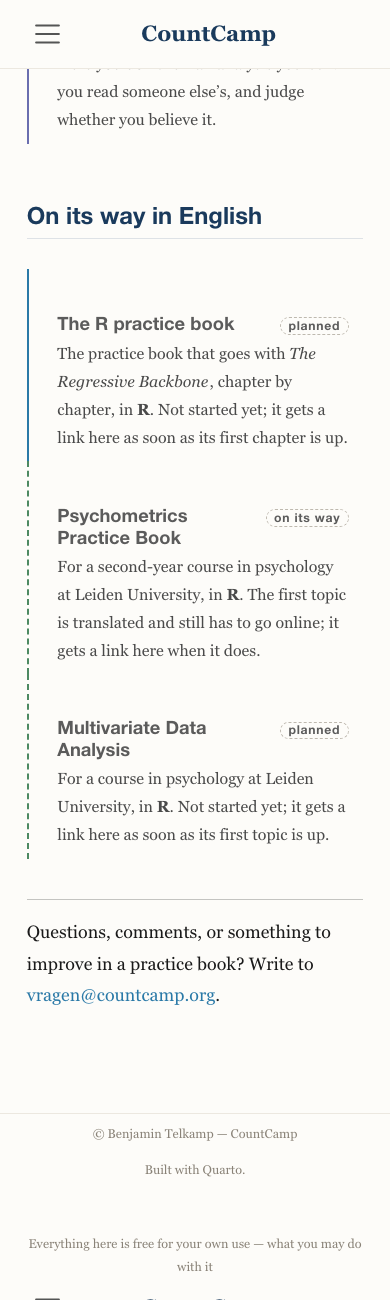 CountCamp
you read someone else's, and judge
whether you believe it.
On its way in English
The R practice book
planned
The practice book that goes with The
Regressive Backbone, chapter by
chapter, in R. Not started yet; it gets a
link here as soon as its first chapter is up.
Psychometrics
Practice Book
on its way
For a second-year course in psychology
at Leiden University, in R. The first topic
is translated and still has to go online; it
gets a link here when it does.
Multivariate Data
Analysis
planned
For a course in psychology at Leiden
University, in R. Not started yet; it gets a
link here as soon as its first topic is up.
Questions, comments, or something to
improve in a practice book? Write to
vragen@countcamp.org.
© Benjamin Telkamp — CountCamp
Built with Quarto.
Everything here is free for your own use — what you may do
with it